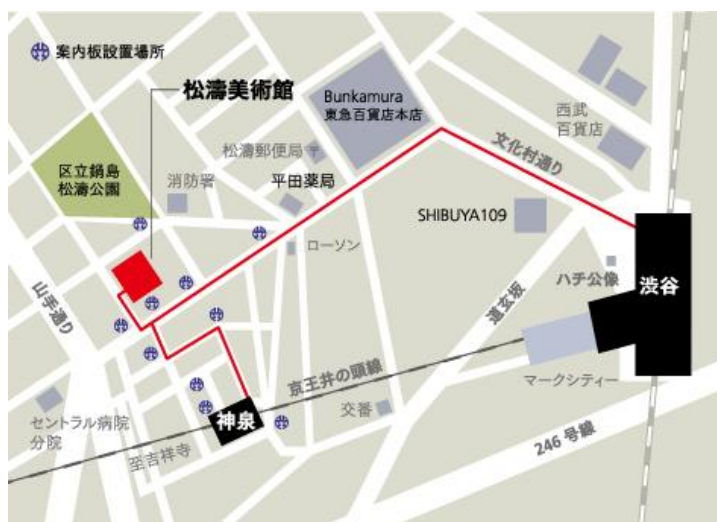 案内板設置場所
松濤美術館
Bunkamura
東急百貨店本店
西武
百貨店
文化村通り
松濤郵便局〒
区立鍋島
松濤公園
消防署
平田薬局
SHIBUYA109
ローソン
ハチ公像
渋谷
山手通り
道玄坂
京王井の頭線
マークシティー
セントラル病院
分院
神泉
交番
至吉祥寺
246号線